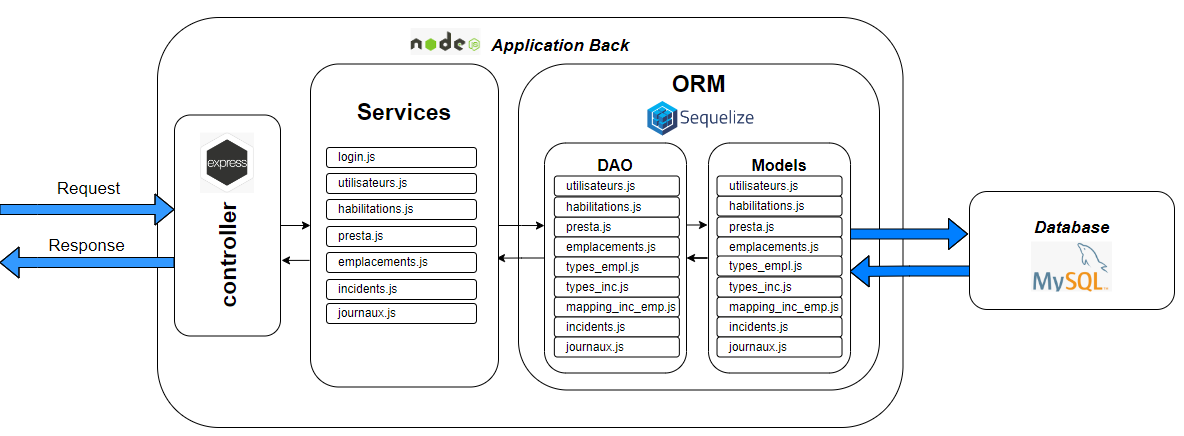 node JS
Application Back
Request
Response
express
controller
Services
login.js
utilisateurs.js
habilitations.js
presta.js
emplacements.js
incidents.js
journaux.js
ORM
Sequelize
DAO
utilisateurs.js
habilitations.js
presta.js
emplacements.js
types_empl.js
types_inc.js
mapping_inc_emp.js
incidents.js
journaux.js
Models
utilisateurs.js
habilitations.js
presta.js
emplacements.js
types_empl.js
types_inc.js
mapping_inc_emp.js
incidents.js
journaux.js
Database
MySQL